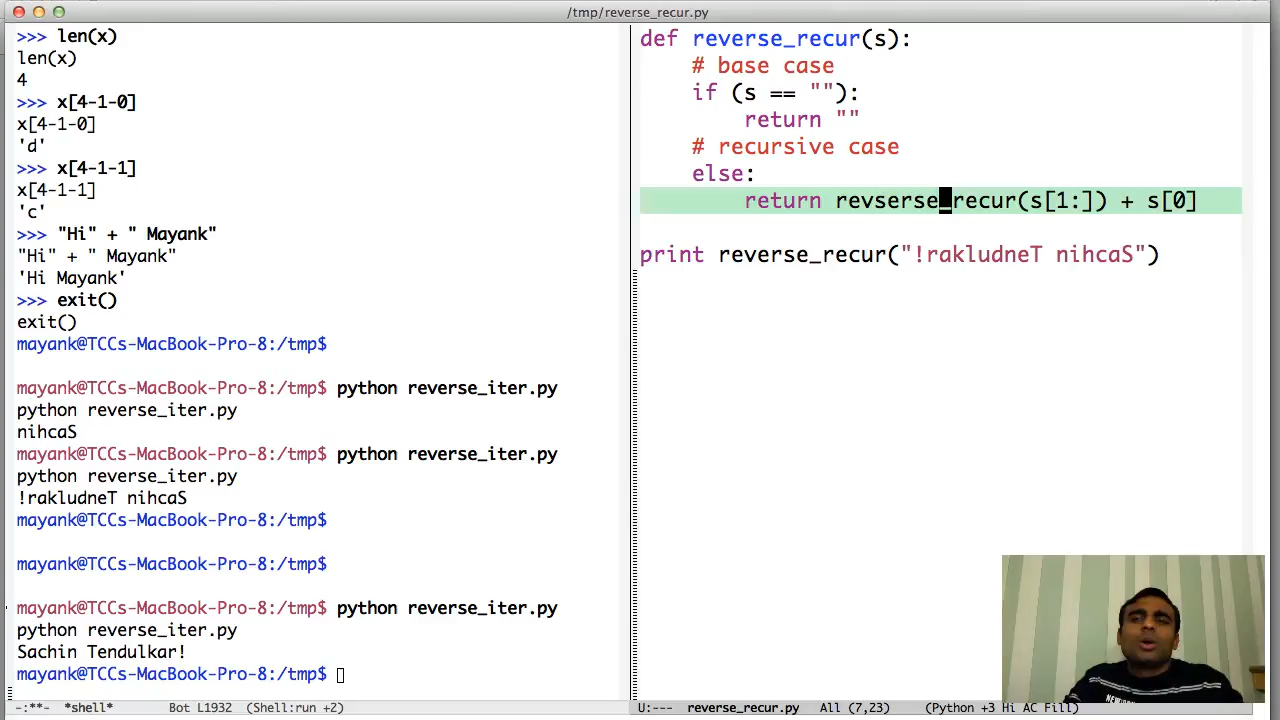 /tmp/reverse_recur.py
>>> len(x)
len(x)
4
>>> x[4-1-0]
x[4-1-0]
'd'
>>> x[4-1-1]
x[4-1-1]
'c'
>>> "Hi" + " Mayank"
"Hi" + " Mayank"
'Hi Mayank'
>>> exit()
exit()
mayank@TCCs-MacBook-Pro-8:/tmp$
mayank@TCCs-MacBook-Pro-8:/tmp$ python reverse_iter.py
python reverse_iter.py
nihcaS
mayank@TCCs-MacBook-Pro-8:/tmp$ python reverse_iter.py
python reverse_iter.py
!rakludneT nihcaS
mayank@TCCs-MacBook-Pro-8:/tmp$
mayank@TCCs-MacBook-Pro-8:/tmp$
mayank@TCCs-MacBook-Pro-8:/tmp$ python reverse_iter.py
python reverse_iter.py
Sachin Tendulkar!
mayank@TCCs-MacBook-Pro-8:/tmp$
-:**- *shell* Bot L1932 (Shell:run +2)
def reverse_recur(s):
# base case
if (s == ""):
return ""
# recursive case
else:
return revserse_recur(s[1:]) + s[0]
print reverse_recur("!rakludneT nihcaS")
U:--- reverse_recur.py All (7,23) (Python +3 Hi AC Fill)